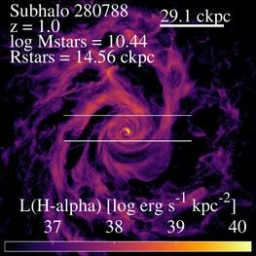 Subhalo 280788
29.1 ckpc
z = 1.0
log Mstars = 10.44
Rstars = 14.56 ckpc
L(H-alpha) [log erg s⁻¹ kpc⁻²]
37 38 39 40